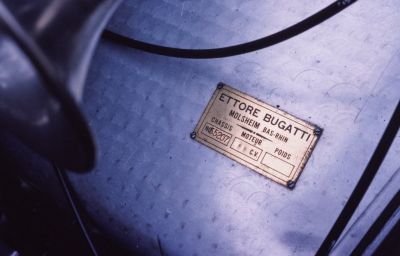 ETTORE BUGATTI
MOLSHEIM BAS-RHIN
CHASSIS MOTEUR POIDS
C.V.